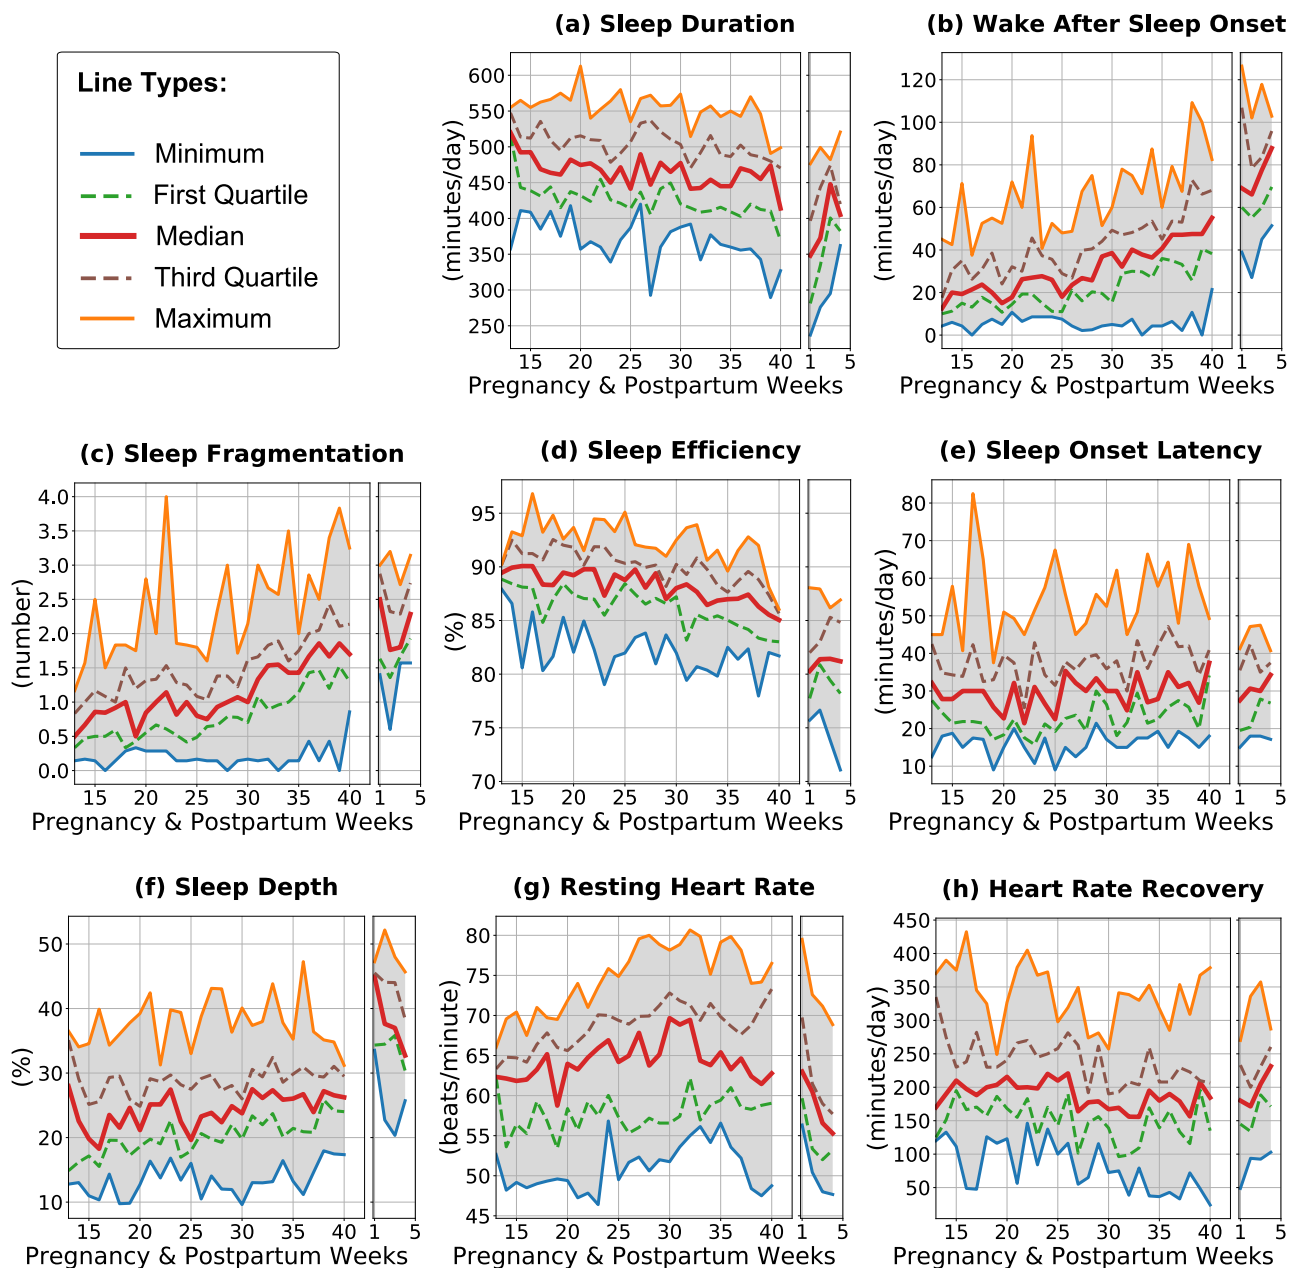 (a) Sleep Duration
(b) Wake After Sleep Onset
Line Types:
Minimum
First Quartile
Median
Third Quartile
Maximum
(minutes/day)
600
550
500
450
400
350
300
250
15 20 25 30 35 40 1 5
Pregnancy & Postpartum Weeks
(minutes/day)
120
100
80
60
40
20
0
15 20 25 30 35 40 1 5
Pregnancy & Postpartum Weeks
(c) Sleep Fragmentation
(number)
4.0
3.5
3.0
2.5
2.0
1.5
1.0
0.5
0.0
15 20 25 30 35 40 1 5
Pregnancy & Postpartum Weeks
(d) Sleep Efficiency
(%)
95
90
85
80
75
70
15 20 25 30 35 40 1 5
Pregnancy & Postpartum Weeks
(e) Sleep Onset Latency
(minutes/day)
80
70
60
50
40
30
20
10
15 20 25 30 35 40 1 5
Pregnancy & Postpartum Weeks
(f) Sleep Depth
(%)
50
40
30
20
10
15 20 25 30 35 40 1 5
Pregnancy & Postpartum Weeks
(g) Resting Heart Rate
(beats/minute)
80
75
70
65
60
55
50
45
15 20 25 30 35 40 1 5
Pregnancy & Postpartum Weeks
(h) Heart Rate Recovery
(minutes/day)
450
400
350
300
250
200
150
100
50
15 20 25 30 35 40 1 5
Pregnancy & Postpartum Weeks